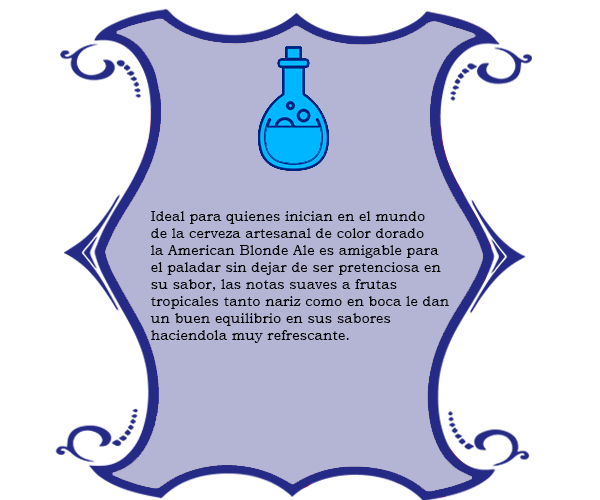 Ideal para quienes inician en el mundo
de la cerveza artesanal de color dorado
la American Blonde Ale es amigable para
el paladar sin dejar de ser pretenciosa en
su sabor, las notas suaves a frutas
tropicales tanto nariz como en boca le dan
un buen equilibrio en sus sabores
haciendola muy refrescante.